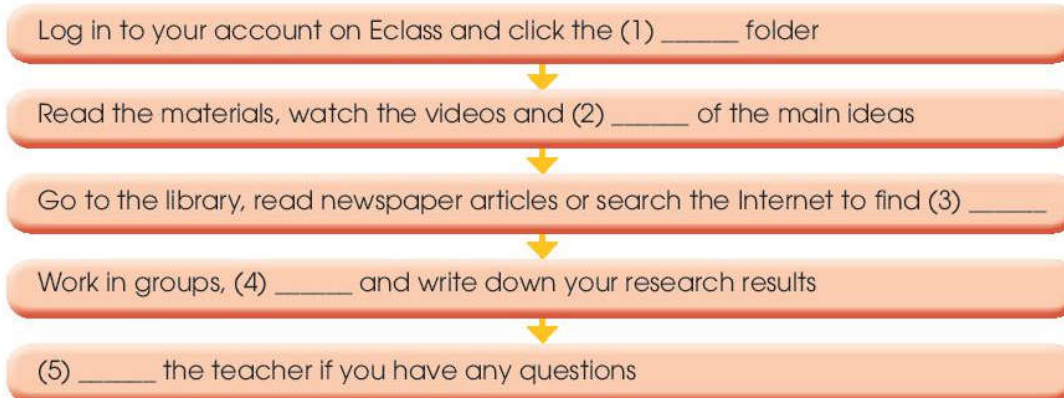 Log in to your account on Eclass and click the (1) ______ folder
Read the materials, watch the videos and (2) ______ of the main ideas
Go to the library, read newspaper articles or search the Internet to find (3) ______
Work in groups, (4) ______ and write down your research results
(5) ______ the teacher if you have any questions